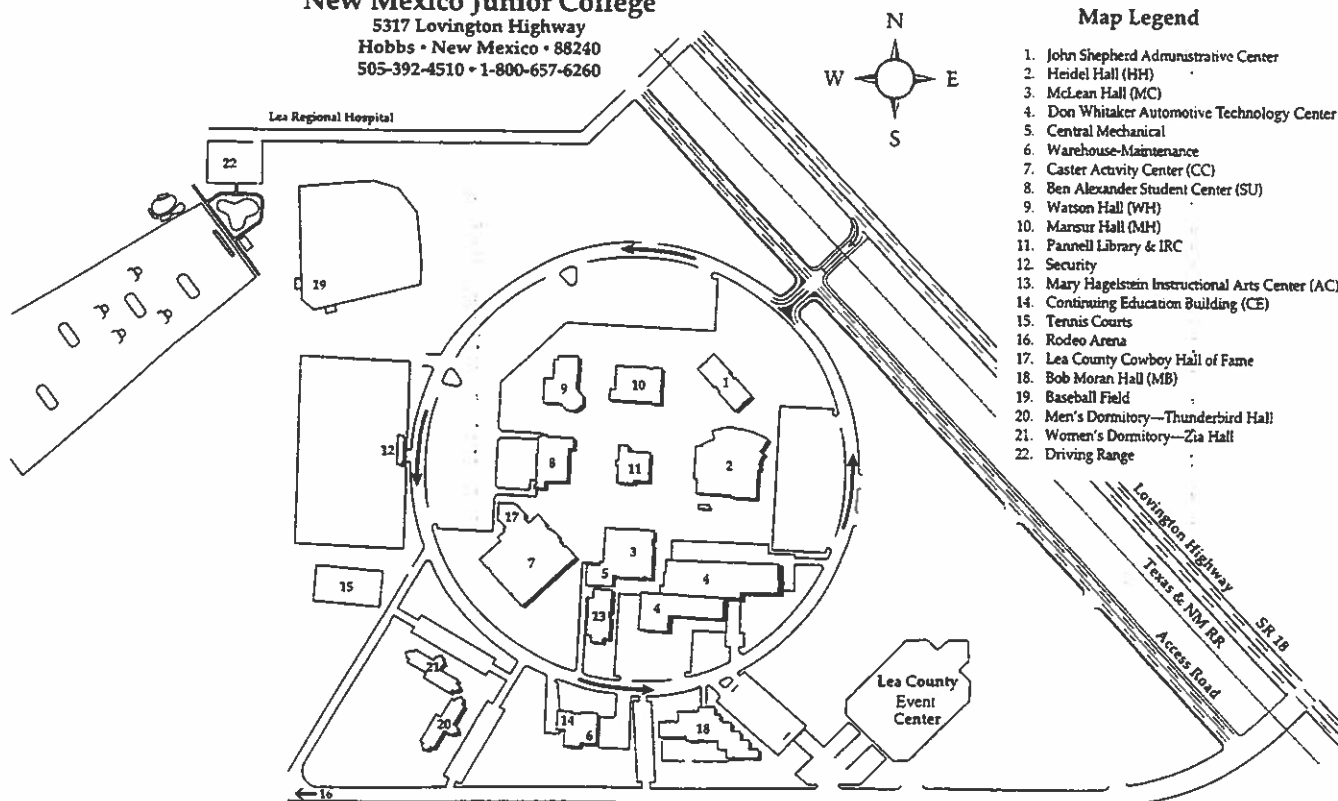 New Mexico Junior College
5317 Lovington Highway
Hobbs • New Mexico • 88240
505-392-4510 • 1-800-657-6260
N
W E
S
Map Legend
1. John Shepherd Administrative Center
2. Heidel Hall (HH)
3. McLean Hall (MC)
4. Don Whitaker Automotive Technology Center
5. Central Mechanical
6. Warehouse-Maintenance
7. Caster Activity Center (CC)
8. Ben Alexander Student Center (SU)
9. Watson Hall (WH)
10. Mansur Hall (MH)
11. Pannell Library & IRC
12. Security
13. Mary Hagelstein Instructional Arts Center (AC)
14. Continuing Education Building (CE)
15. Tennis Courts
16. Rodeo Arena
17. Lea County Cowboy Hall of Fame
18. Bob Moran Hall (MB)
19. Baseball Field
20. Men's Dormitory—Thunderbird Hall
21. Women's Dormitory—Zia Hall
22. Driving Range
Lea Regional Hospital
22
19
9
10
1
12
8
11
2
17
7
3
5
4
4
13
15
21
20
14
6
18
16
Lea County
Event
Center
Lovington Highway
SR 18
Texas & NM RR
Access Road